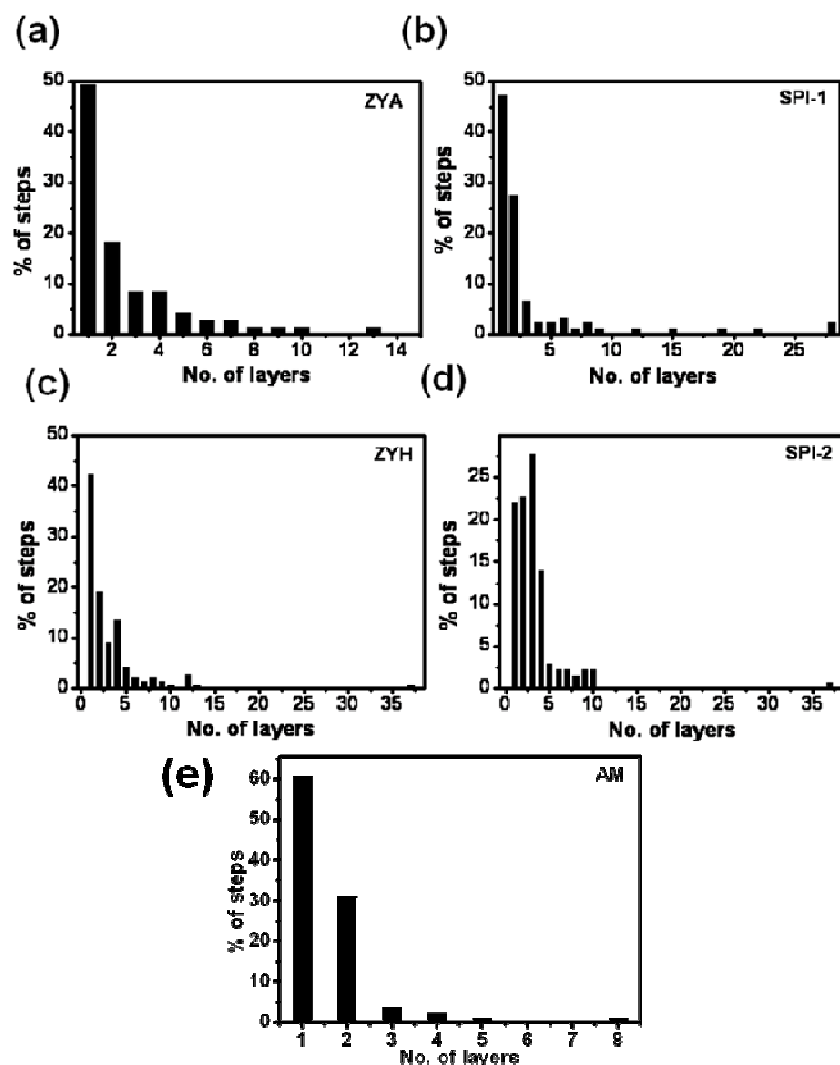 (a)
ZYA
% of steps
50
40
30
20
10
0
2 4 6 8 10 12 14
No. of layers
(b)
SPI-1
% of steps
50
40
30
20
10
0
5 10 15 20 25
No. of layers
(c)
ZYH
% of steps
50
40
30
20
10
0
0 5 10 15 20 25 30 35
No. of layers
(d)
SPI-2
% of steps
25
20
15
10
5
0
0 5 10 15 20 25 30 35
No. of layers
(e)
AM
% of steps
60
50
40
30
20
10
0
1 2 3 4 5 6 7 8
No. of layers